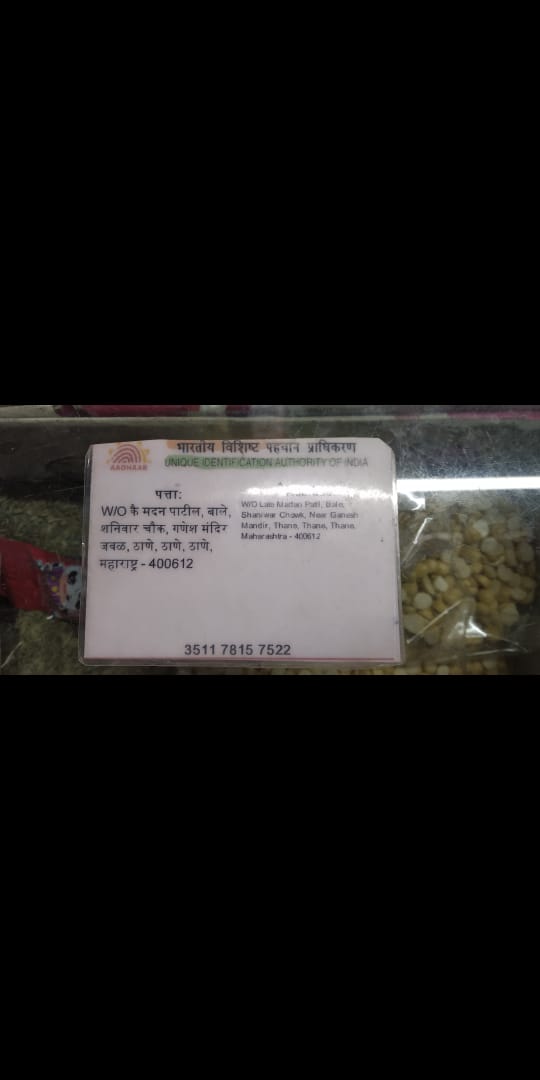 AADHAAR
भारतीय विशिष्ट पहचान प्राधिकरण
UNIQUE IDENTIFICATION AUTHORITY OF INDIA
पत्ता:
W/O कै मदन पाटील, बाले,
शनिवार चौक, गणेश मंदिर
जवळ, ठाणे, ठाणे, ठाणे,
महाराष्ट्र - 400612
W/O Late Madan Patil, Bale,
Shaniwar Chowk, Near Ganesh
Mandir, Thane, Thane, Thane,
Maharashtra - 400612
3511 7815 7522